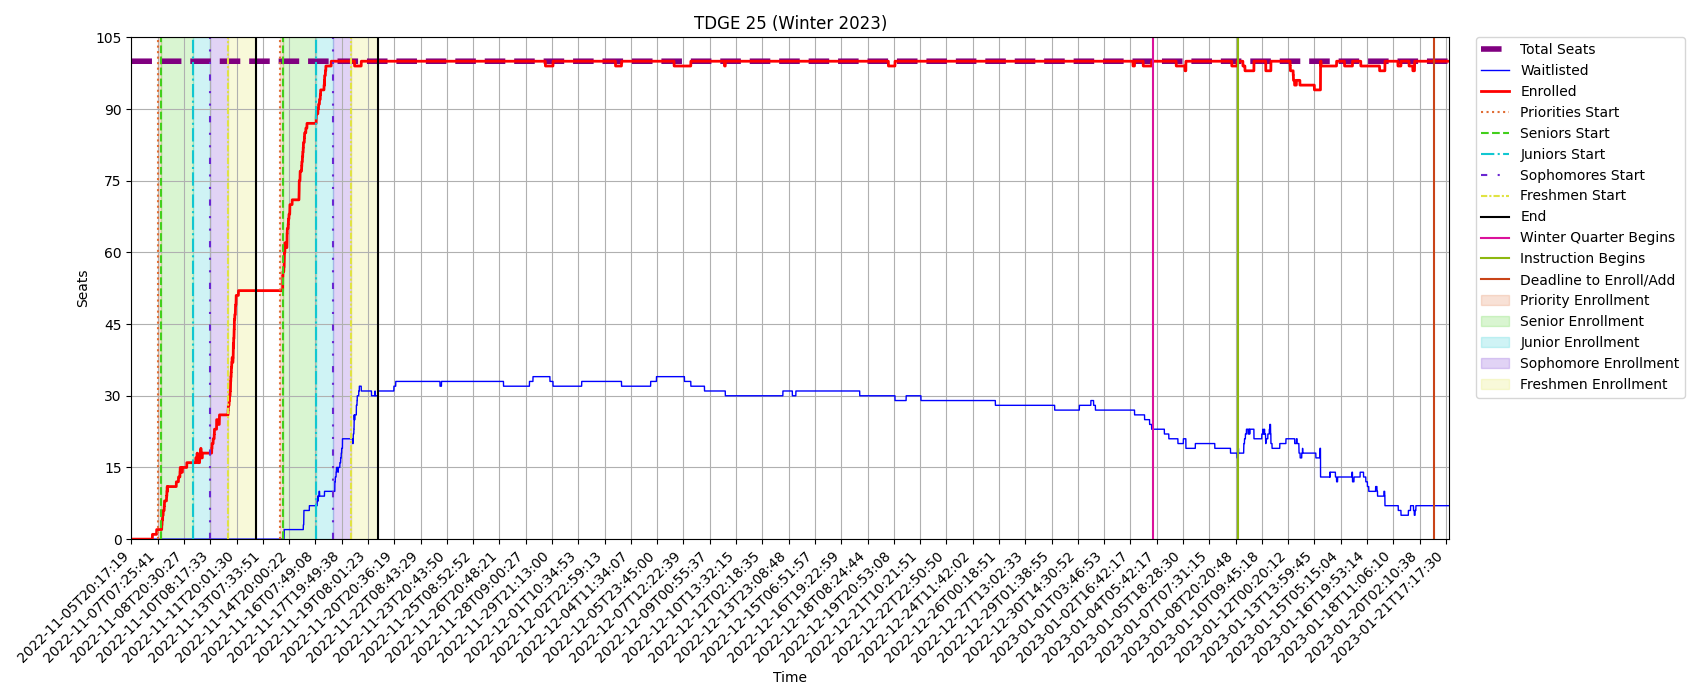 TDGE 25 (Winter 2023)
105
90
75
60
45
30
15
0
Seats
2022-11-05T20:17:19
2022-11-07T07:25:41
2022-11-08T20:30:27
2022-11-10T08:17:33
2022-11-11T20:01:30
2022-11-13T07:33:51
2022-11-14T20:00:22
2022-11-16T07:49:08
2022-11-17T19:49:38
2022-11-19T08:01:23
2022-11-20T20:36:19
2022-11-22T08:43:29
2022-11-23T20:43:50
2022-11-25T08:52:52
2022-11-26T20:48:21
2022-11-28T09:00:27
2022-11-29T21:13:00
2022-12-01T10:34:53
2022-12-02T22:59:13
2022-12-04T11:34:07
2022-12-05T23:45:00
2022-12-07T12:22:39
2022-12-09T00:55:37
2022-12-10T13:32:15
2022-12-12T02:18:35
2022-12-13T23:08:48
2022-12-15T06:51:57
2022-12-16T19:22:59
2022-12-18T08:24:44
2022-12-19T20:53:08
2022-12-21T10:21:51
2022-12-22T22:50:50
2022-12-24T11:42:02
2022-12-26T00:18:51
2022-12-27T13:02:33
2022-12-29T01:38:55
2022-12-30T14:30:52
2023-01-01T03:46:53
2023-01-02T16:42:17
2023-01-04T05:42:17
2023-01-05T18:28:30
2023-01-07T07:31:15
2023-01-08T20:20:48
2023-01-10T09:45:18
2023-01-12T00:20:12
2023-01-13T13:59:45
2023-01-15T05:15:04
2023-01-16T19:53:14
2023-01-18T11:06:10
2023-01-20T02:10:38
2023-01-21T17:17:30
Time
Total Seats
Waitlisted
Enrolled
Priorities Start
Seniors Start
Juniors Start
Sophomores Start
Freshmen Start
End
Winter Quarter Begins
Instruction Begins
Deadline to Enroll/Add
Priority Enrollment
Senior Enrollment
Junior Enrollment
Sophomore Enrollment
Freshmen Enrollment